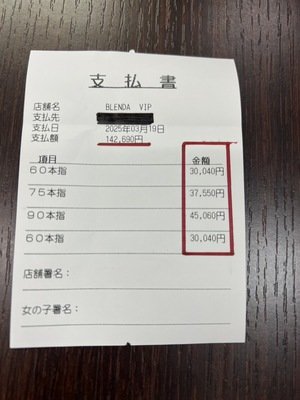 支払書
店舗名 BLENDA VIP
支払先
支払日 2025年03月19日
支払額 142,690円
項目 金額
60本指 30,040円
75本指 37,550円
90本指 45,060円
60本指 30,040円
店舗署名：
女の子署名：